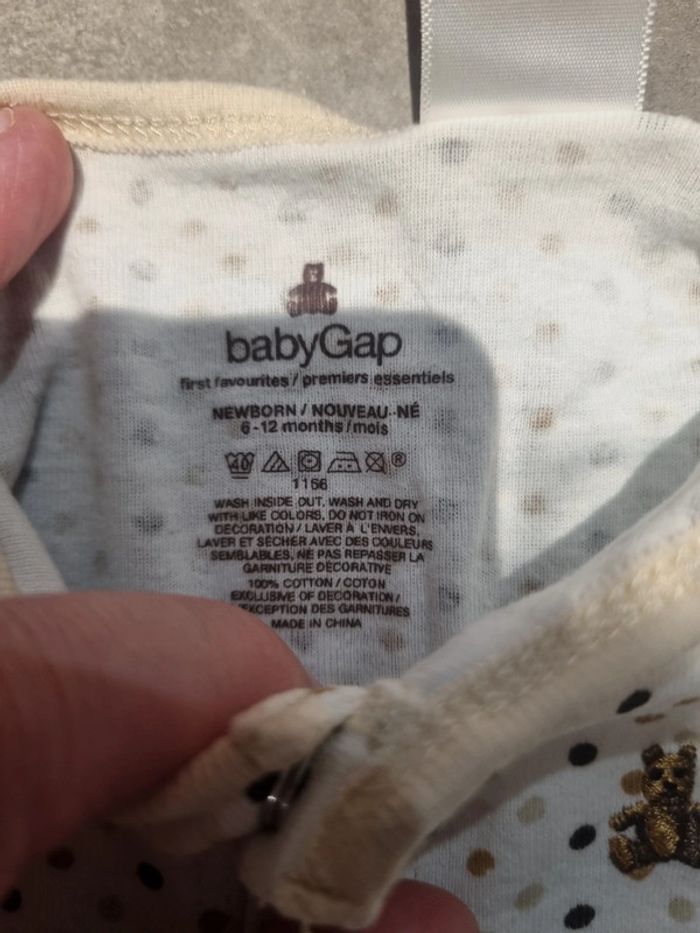 babyGap
first favourites / premiers essentiels
NEWBORN / NOUVEAU-NÉ
6-12 months/mois
40 ®
1156
WASH INSIDE OUT, WASH AND DRY
WITH LIKE COLORS, DO NOT IRON ON
DECORATION / LAVER À L'ENVERS,
LAVER ET SÉCHER AVEC DES COULEURS
SEMBLABLES, NE PAS REPASSER LA
GARNITURE DÉCORATIVE
100% COTTON / COTON
EXCLUSIVE OF DECORATION /
EXCEPTION DES GARNITURES
MADE IN CHINA